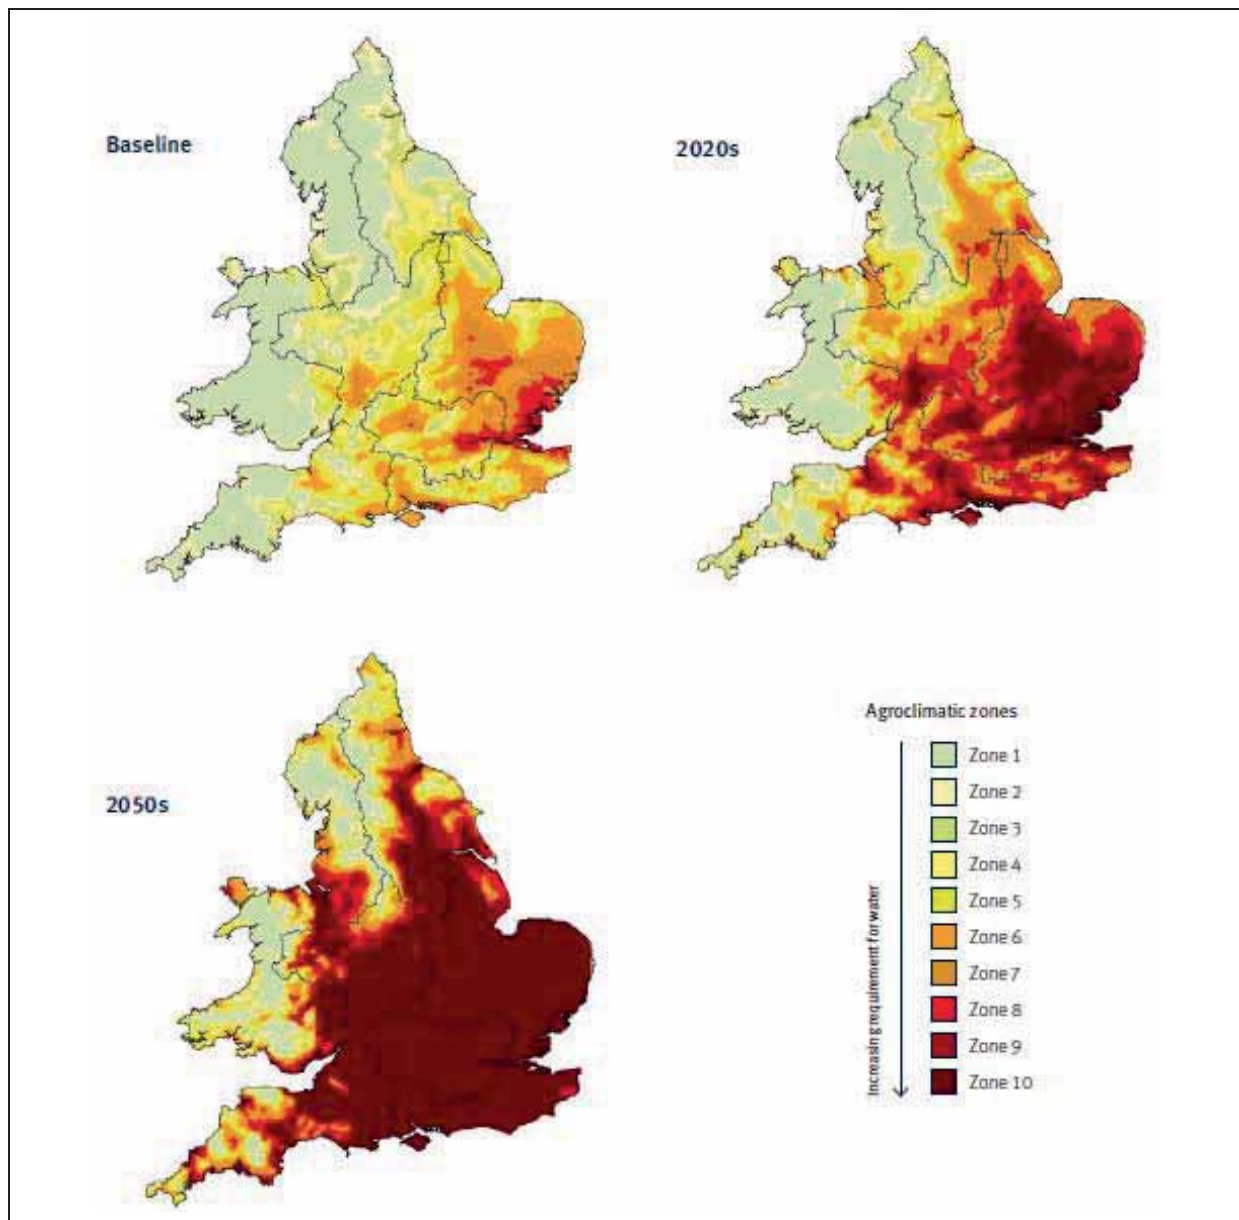 Baseline
2020s
2050s
Agroclimatic zones
Increasing requirement for water
Zone 1
Zone 2
Zone 3
Zone 4
Zone 5
Zone 6
Zone 7
Zone 8
Zone 9
Zone 10